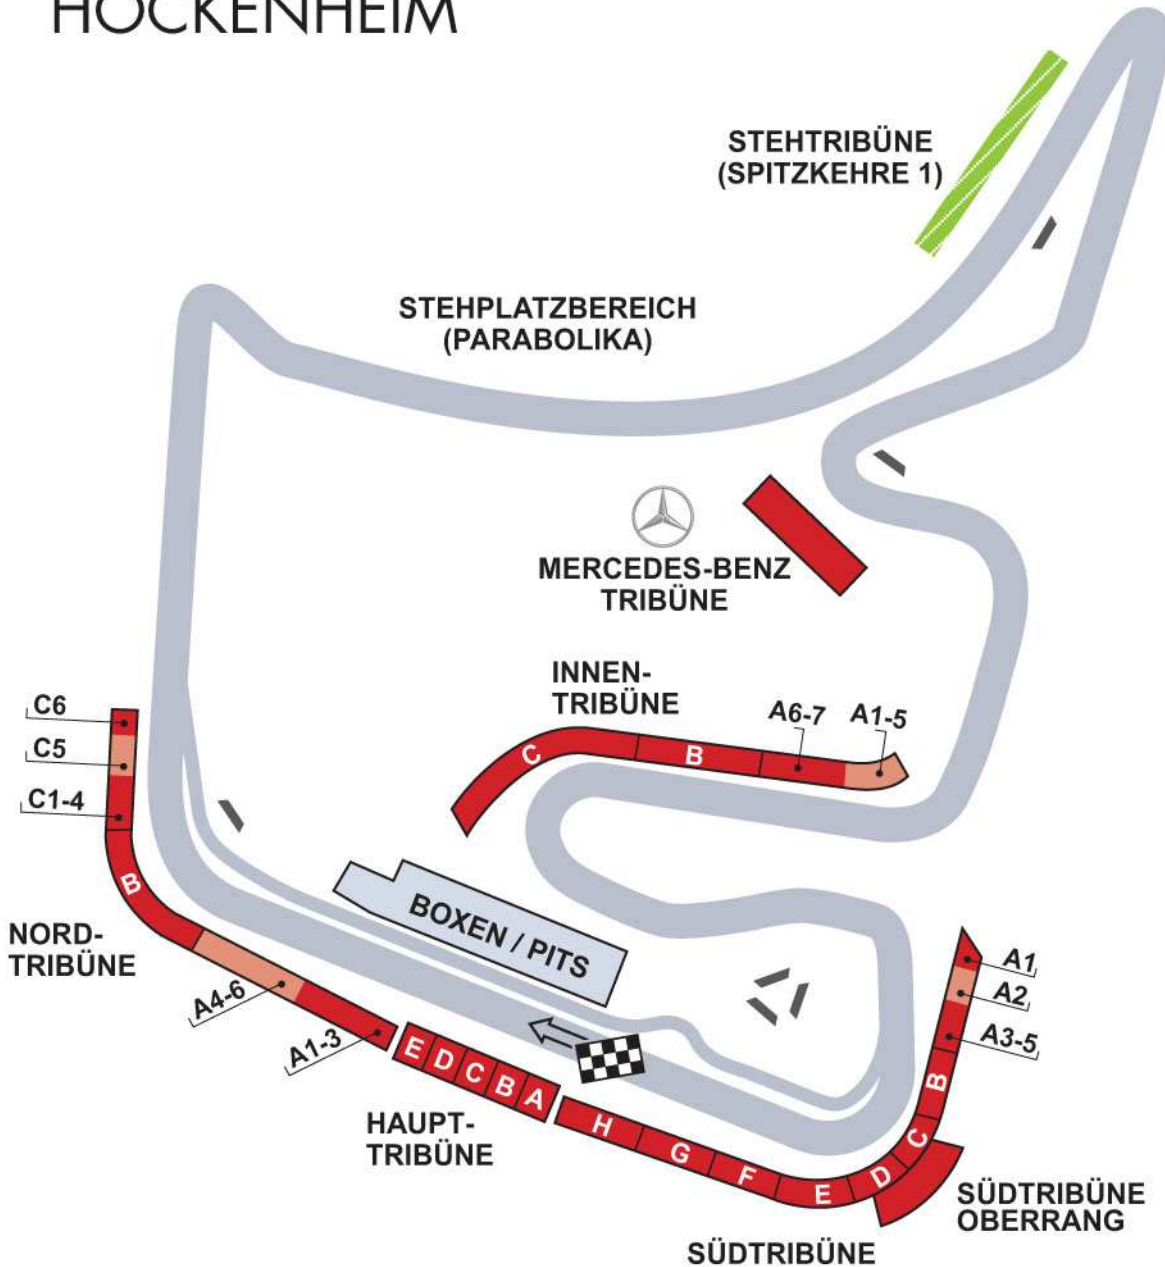 HOCKENHEIM
STEHTRIBÜNE
(SPITZKEHRE 1)
STEHPLATZBEREICH
(PARABOLIKA)
MERCEDES-BENZ
TRIBÜNE
INNEN-
TRIBÜNE
A6-7
A1-5
C
B
C6
C5
C1-4
B
NORD-
TRIBÜNE
A4-6
A1-3
BOXEN / PITS
E D C B A
HAUPT-
TRIBÜNE
H
G
F
E
D
C
B
A1
A2
A3-5
SÜDTRIBÜNE
OBERRANG
SÜDTRIBÜNE